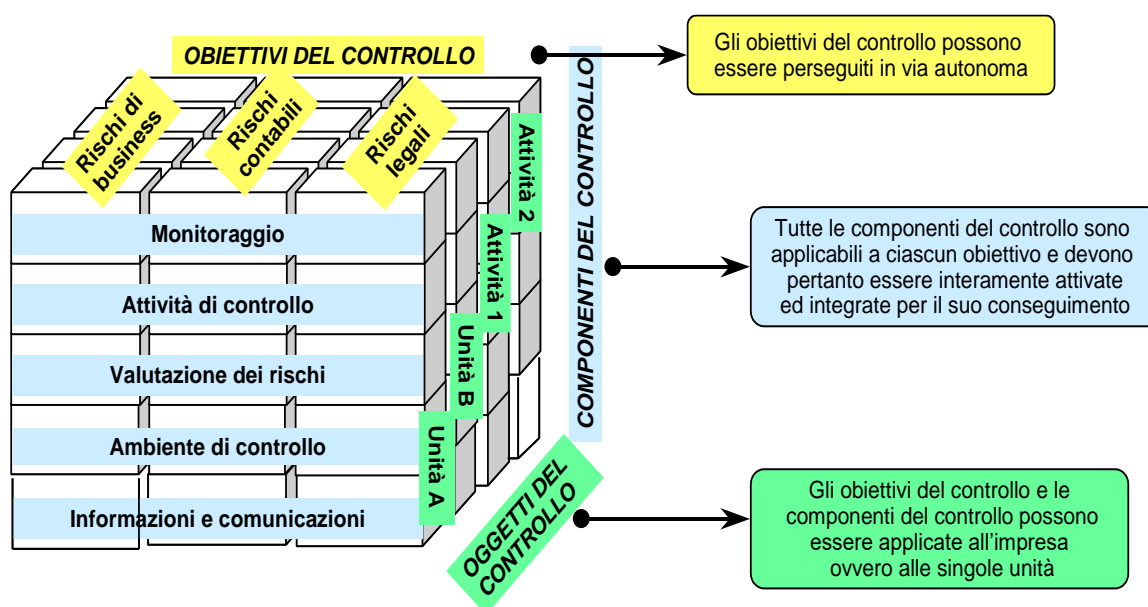 OBIETTIVI DEL CONTROLLO
Rischi di
business
Rischi
contabili
Rischi
legali
Monitoraggio
Attività di controllo
Valutazione dei rischi
Ambiente di controllo
Informazioni e comunicazioni
Unità A
Unità B
Attività 1
Attività 2
COMPONENTI DEL CONTROLLO
OGGETTI DEL
CONTROLLO
Gli obiettivi del controllo possono
essere perseguiti in via autonoma
Tutte le componenti del controllo sono
applicabili a ciascun obiettivo e devono
pertanto essere interamente attivate
ed integrate per il suo conseguimento
Gli obiettivi del controllo e le
componenti del controllo possono
essere applicate all’impresa
ovvero alle singole unità